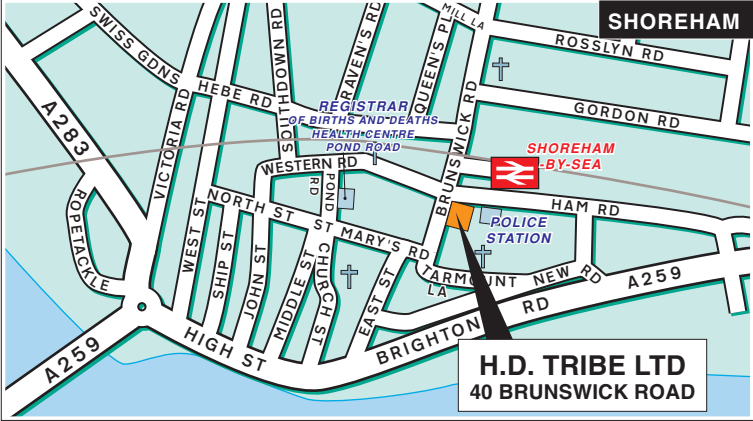 SHOREHAM
MILL LA
ROSSLYN RD
SWISS GDNS
SOUTHDOWN RD
RAVEN'S RD
QUEEN'S PL
HEBE RD
GORDON RD
A283
VICTORIA RD
REGISTRAR
OF BIRTHS AND DEATHS
HEALTH CENTRE
POND ROAD
BRUNSWICK RD
SHOREHAM
-BY-SEA
WESTERN RD
POND RD
ROPETACKLE
WEST ST
NORTH ST
SHIP ST
JOHN ST
MIDDLE ST
CHURCH ST
ST MARY'S RD
EAST ST
HAM RD
POLICE
STATION
TARMOUNT LA
NEW RD
A259
BRIGHTON RD
HIGH ST
A259
H.D. TRIBE LTD
40 BRUNSWICK ROAD